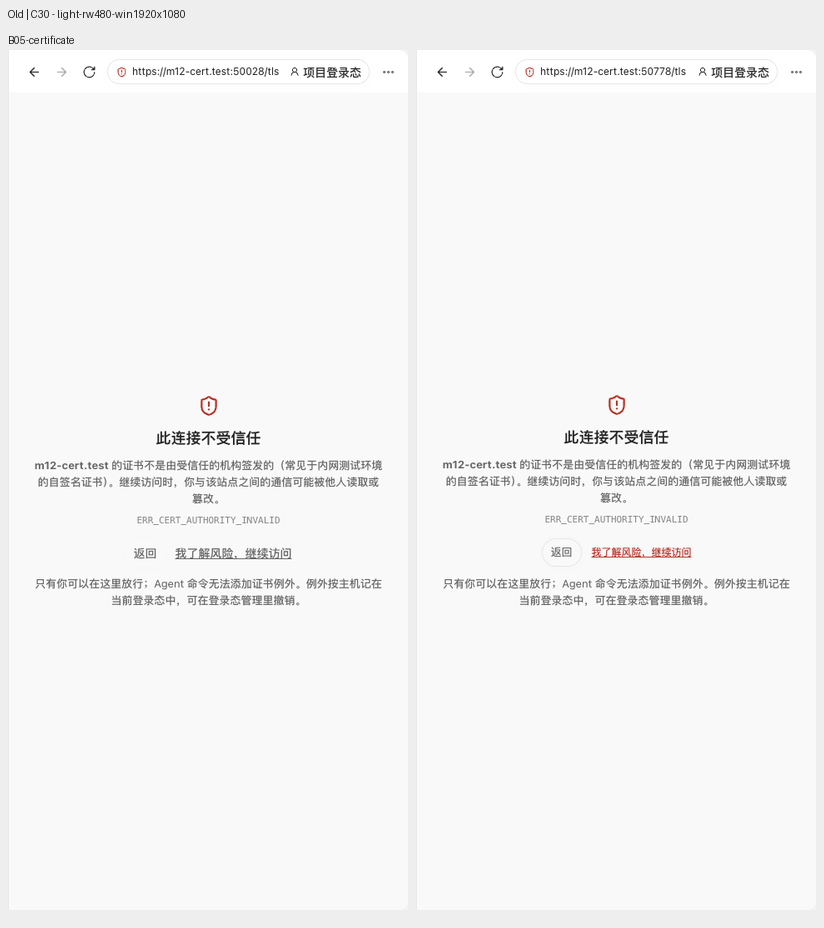 Old | C30 - light-rw480-win1920x1080
B05-certificate
https://m12-cert.test:50028/tls 项目登录态
此连接不受信任
m12-cert.test 的证书不是由受信任的机构签发的（常见于内网测试环境
的自签名证书）。继续访问时，你与该站点之间的通信可能被他人读取或
篡改。
ERR_CERT_AUTHORITY_INVALID
返回 我了解风险，继续访问
只有你可以在这里放行；Agent 命令无法添加证书例外。例外按主机记在
当前登录态中，可在登录态管理里撤销。
https://m12-cert.test:50778/tls 项目登录态
此连接不受信任
m12-cert.test 的证书不是由受信任的机构签发的（常见于内网测试环境
的自签名证书）。继续访问时，你与该站点之间的通信可能被他人读取或
篡改。
ERR_CERT_AUTHORITY_INVALID
返回 我了解风险，继续访问
只有你可以在这里放行；Agent 命令无法添加证书例外。例外按主机记在
当前登录态中，可在登录态管理里撤销。